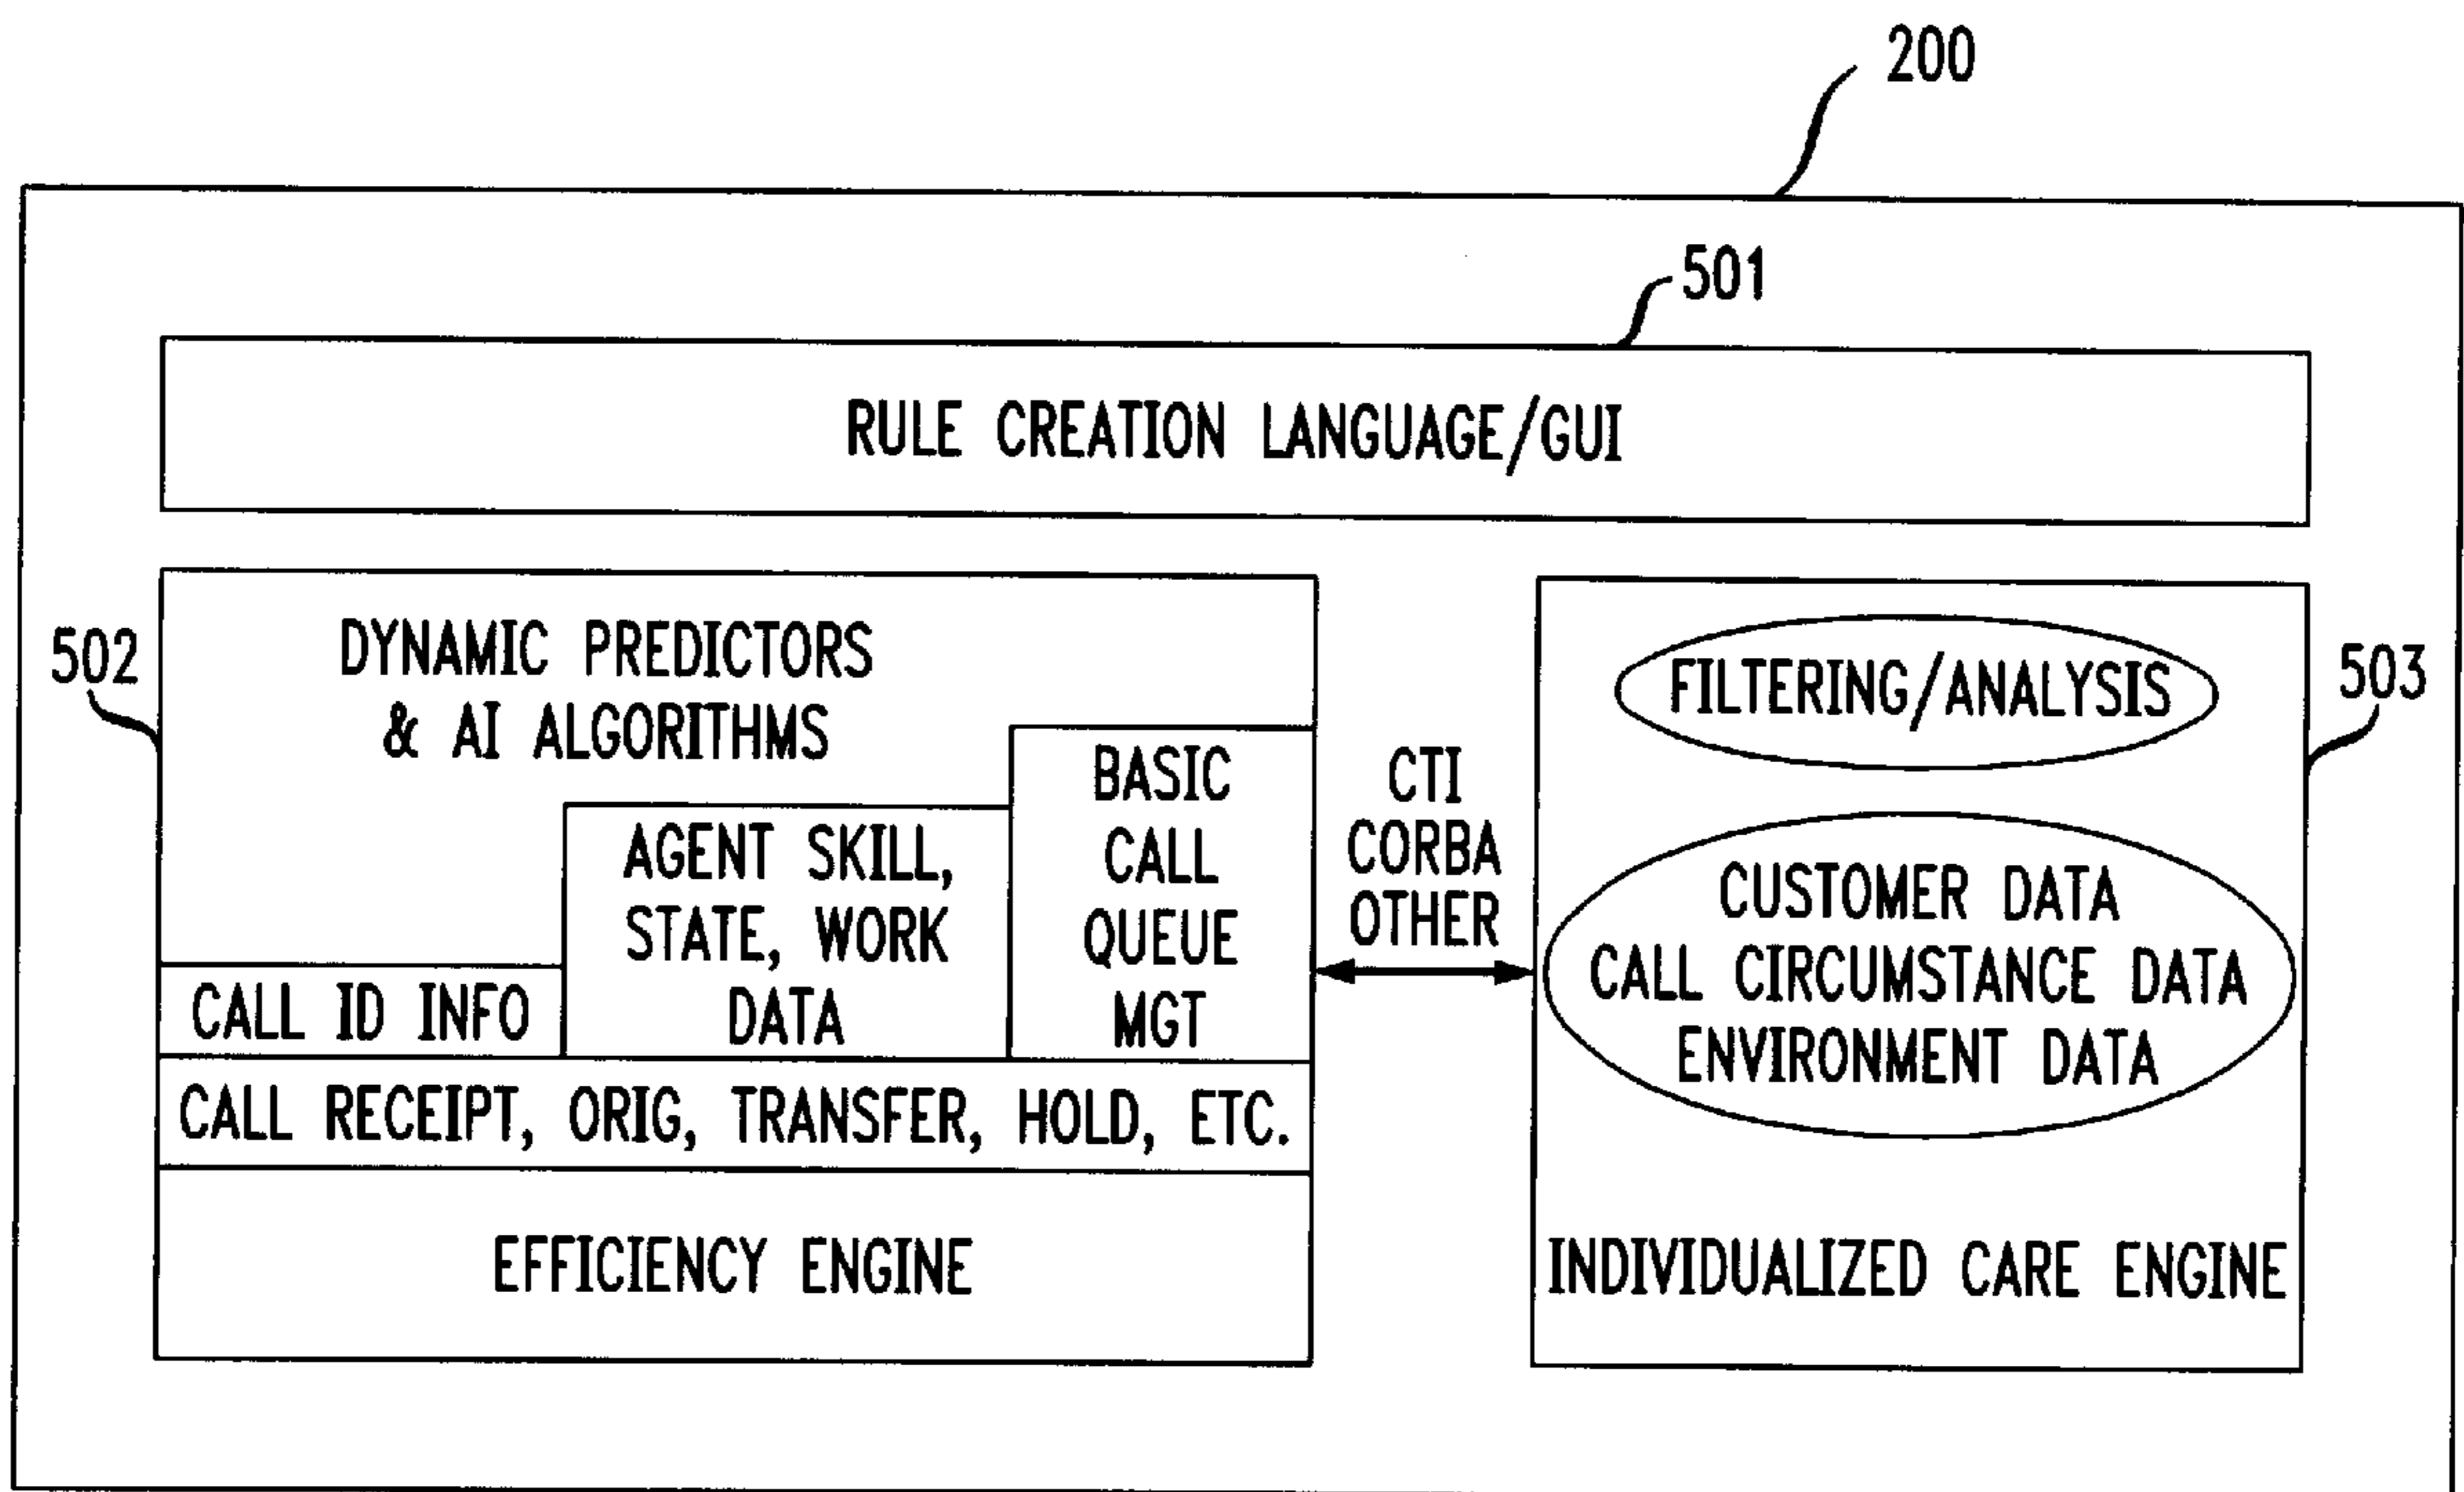 200
501
RULE CREATION LANGUAGE/GUI
502
DYNAMIC PREDICTORS
& AI ALGORITHMS
CALL ID INFO
AGENT SKILL,
STATE, WORK
DATA
BASIC
CALL
QUEUE
MGT
CALL RECEIPT, ORIG, TRANSFER, HOLD, ETC.
EFFICIENCY ENGINE
CTI
CORBA
OTHER
503
FILTERING/ANALYSIS
CUSTOMER DATA
CALL CIRCUMSTANCE DATA
ENVIRONMENT DATA
INDIVIDUALIZED CARE ENGINE